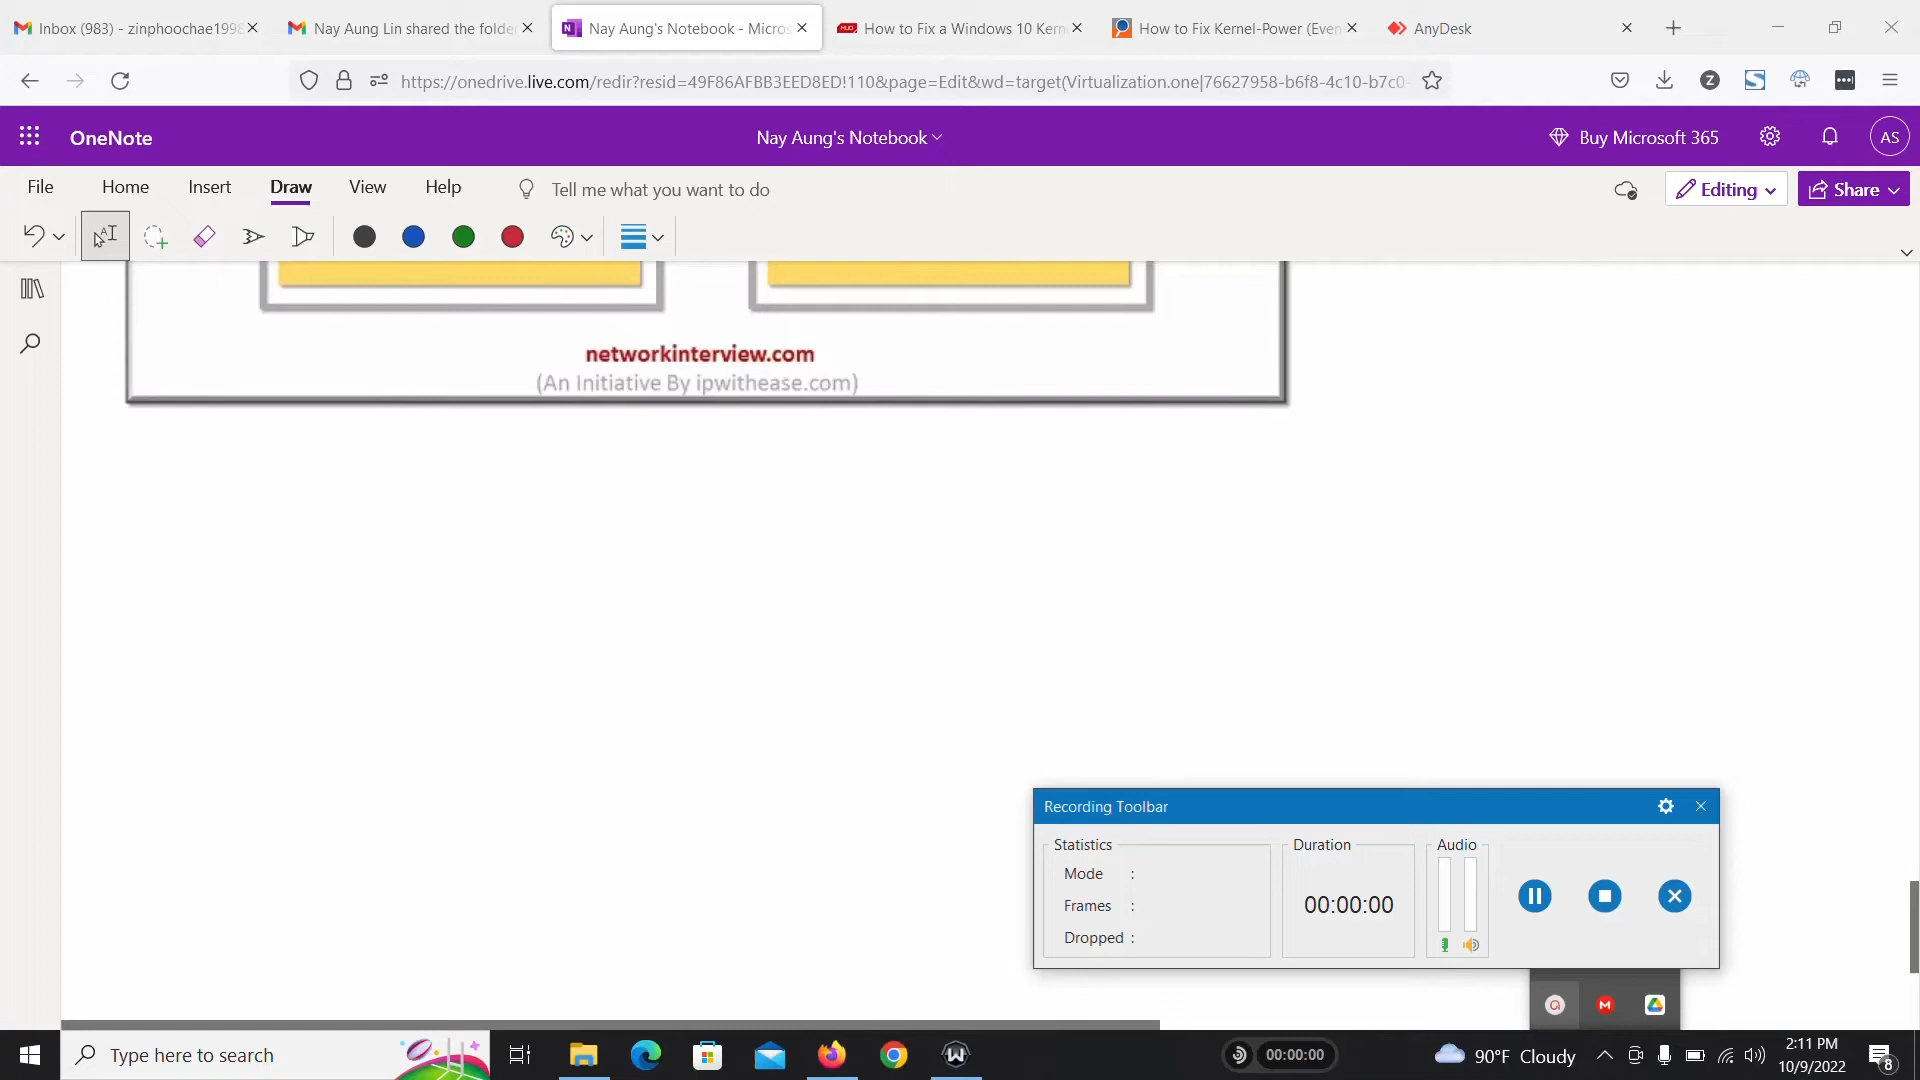 Inbox (983) - zinphoochae1998
Nay Aung Lin shared the folder
Nay Aung's Notebook - Micros
How to Fix a Windows 10 Kern
How to Fix Kernel-Power (Even
AnyDesk
https://onedrive.live.com/redir?resid=49F86AFBB3EED8ED!110&page=Edit&wd=target(Virtualization.one|76627958-b6f8-4c10-b7c0-
OneNote
Nay Aung's Notebook
Buy Microsoft 365
AS
File Home Insert Draw View Help Tell me what you want to do
Editing
Share
networkinterview.com
(An Initiative By ipwithease.com)
Recording Toolbar
Statistics
Duration
Audio
Mode :
Frames :
00:00:00
Dropped :
Type here to search
00:00:00
90°F Cloudy
2:11 PM
10/9/2022
8